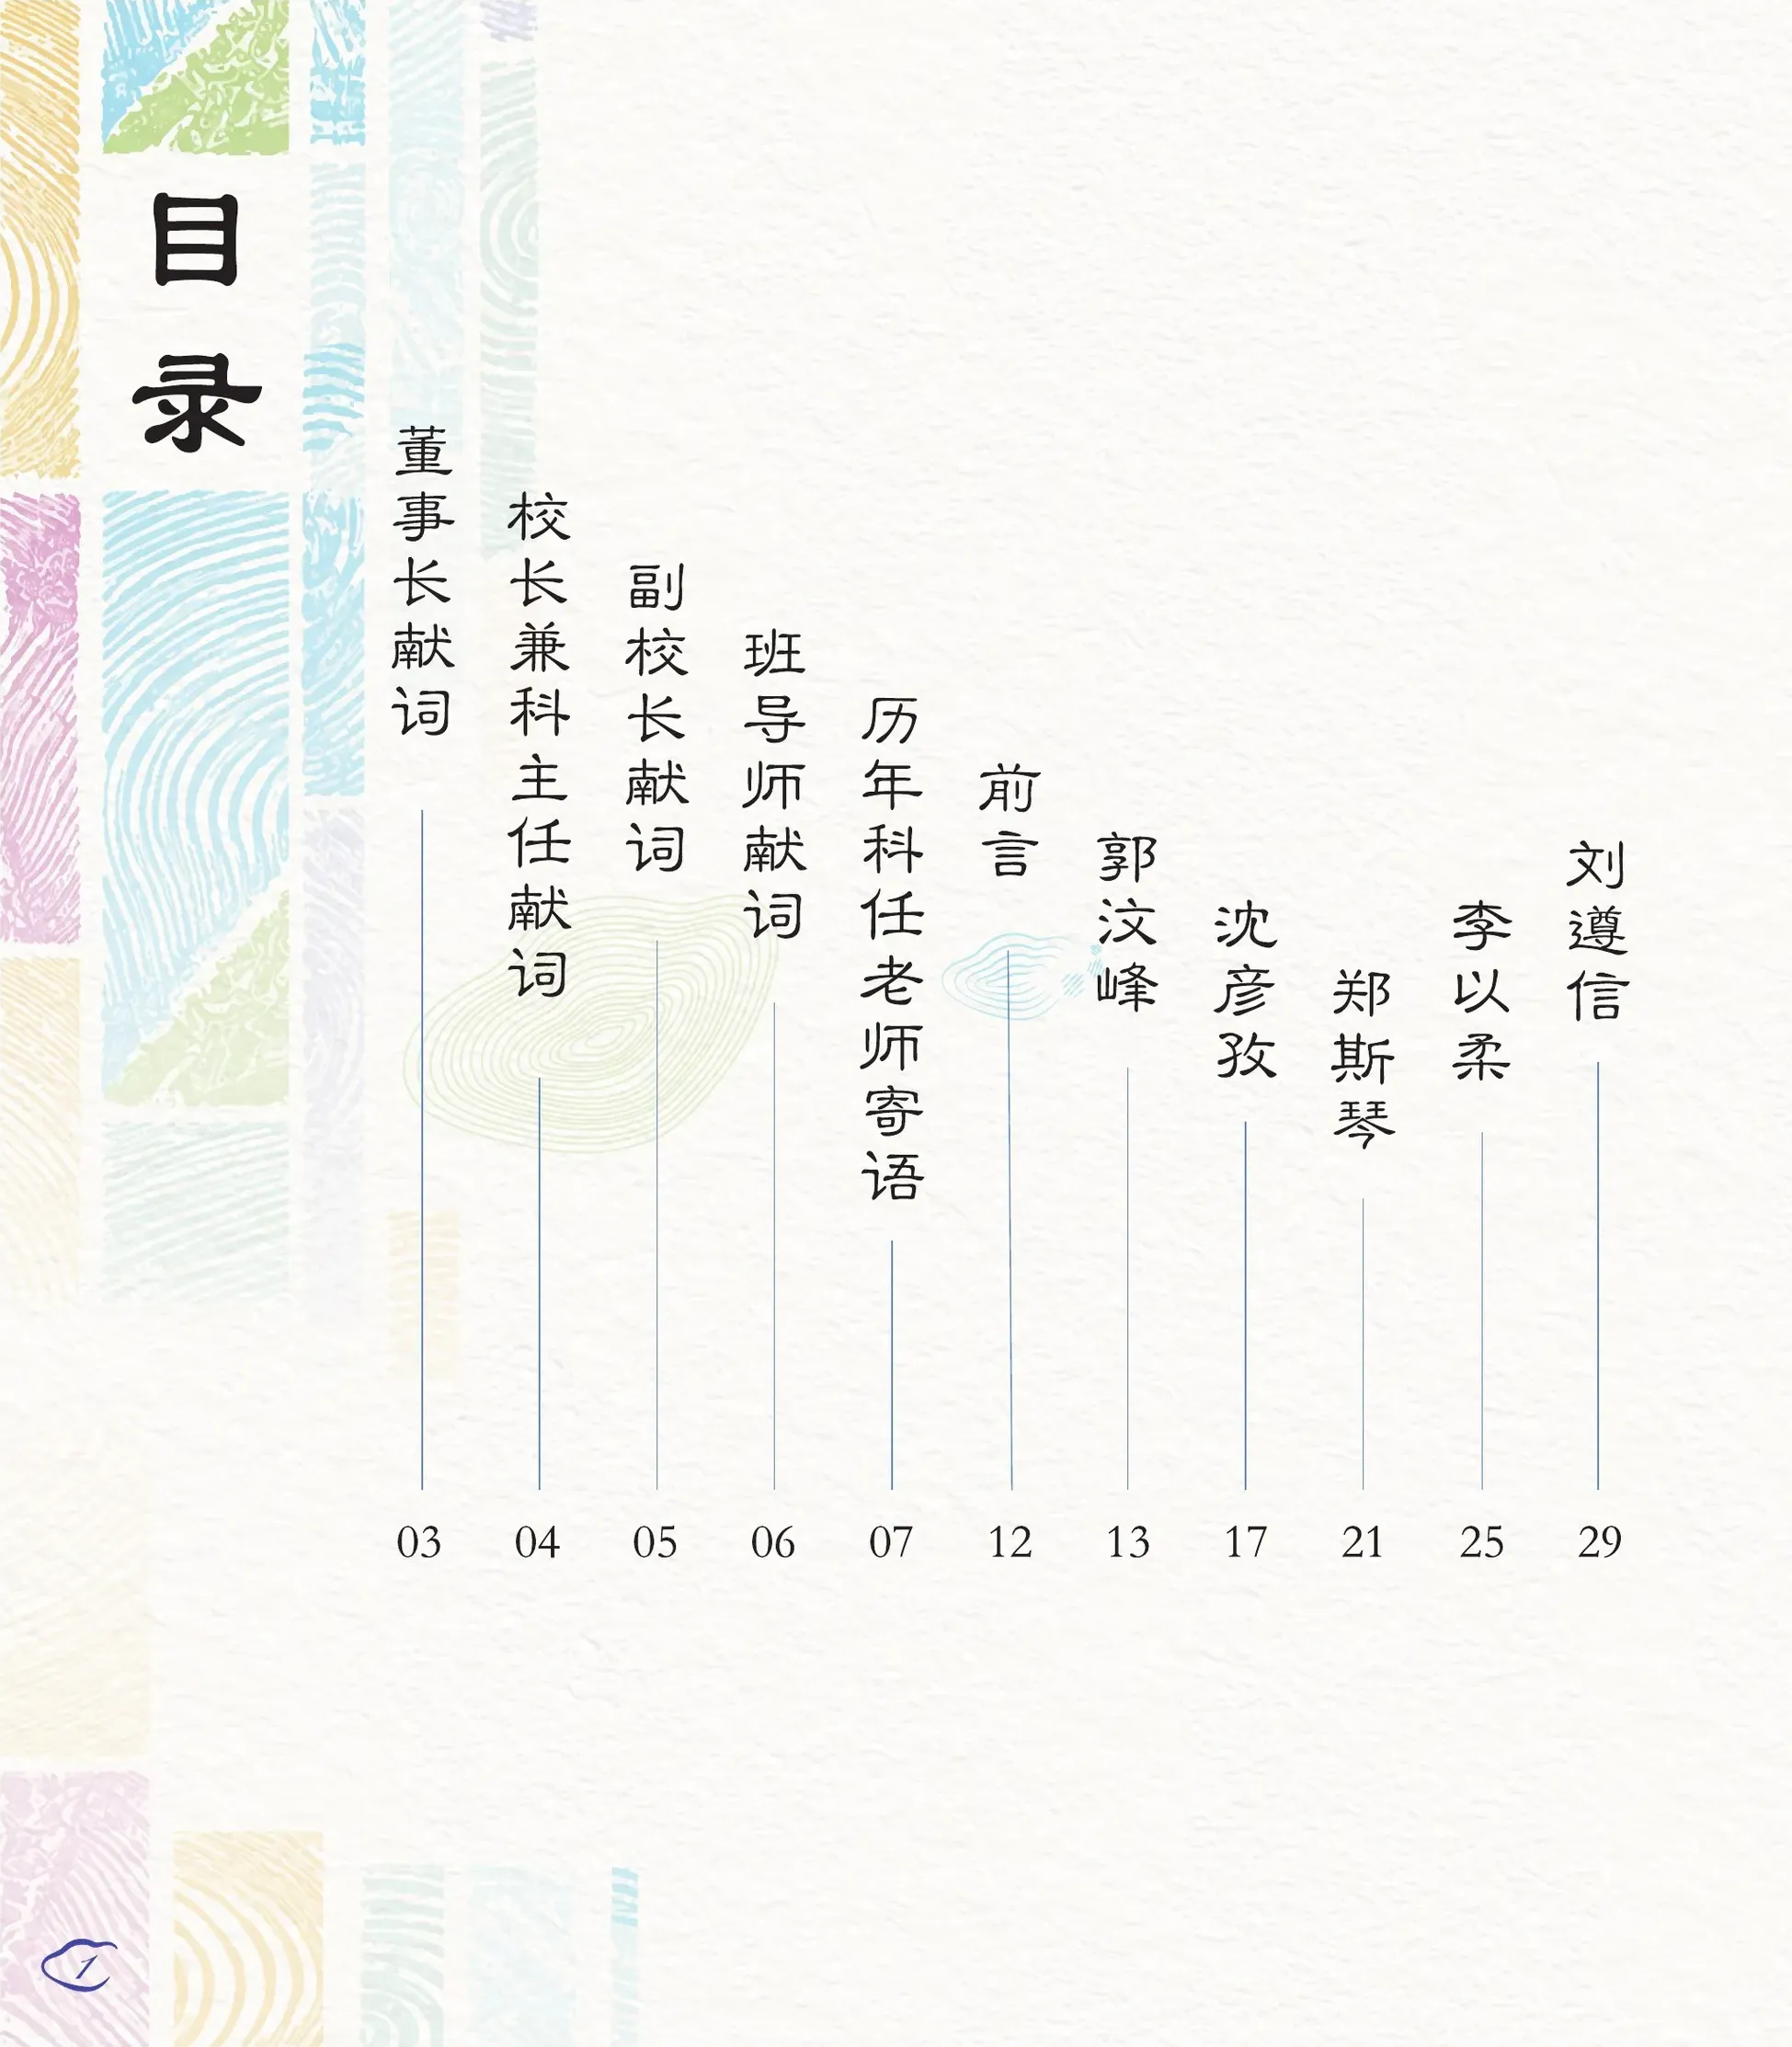 目录
董事长献词
03
校长兼科主任献词
04
副校长献词
05
班导师献词
06
历年科任老师寄语
07
前言
12
郭汶峰
13
沈彦孜
17
郑斯琴
21
李以柔
25
刘遵信
29
1